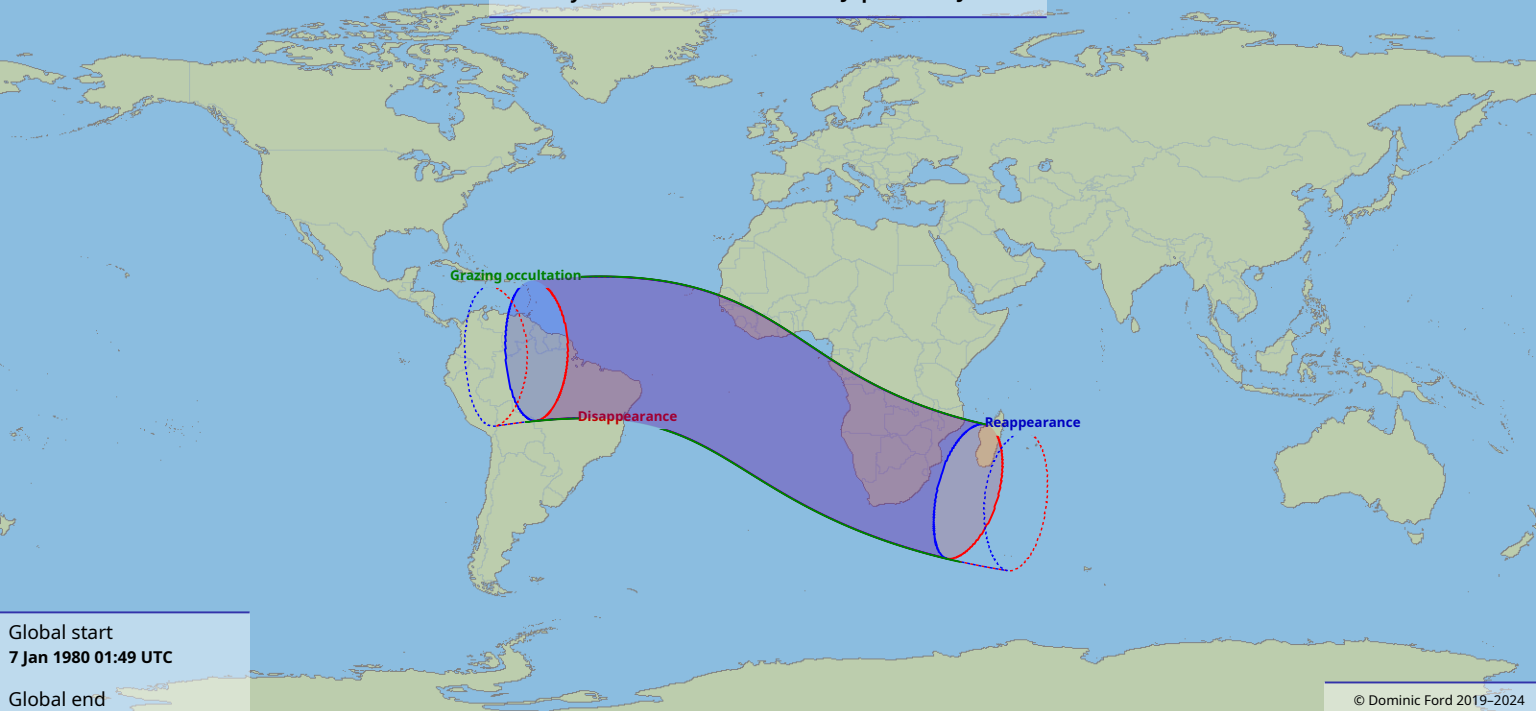 Grazing occultation
Disappearance
Reappearance
Global start
7 Jan 1980 01:49 UTC
Global end
© Dominic Ford 2019–2024